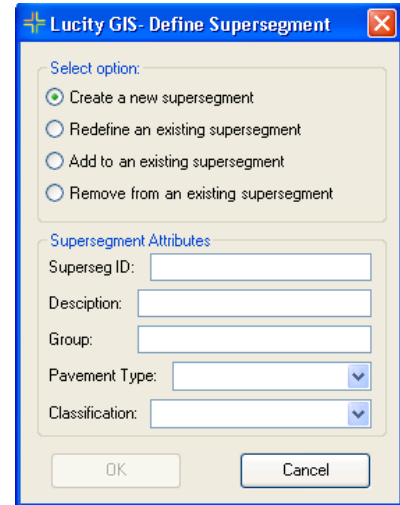 Lucity GIS- Define Supersegment
Select option:
Create a new supersegment
Redefine an existing supersegment
Add to an existing supersegment
Remove from an existing supersegment
Supersegment Attributes
Superseg ID:
Desciption:
Group:
Pavement Type:
Classification:
OK Cancel